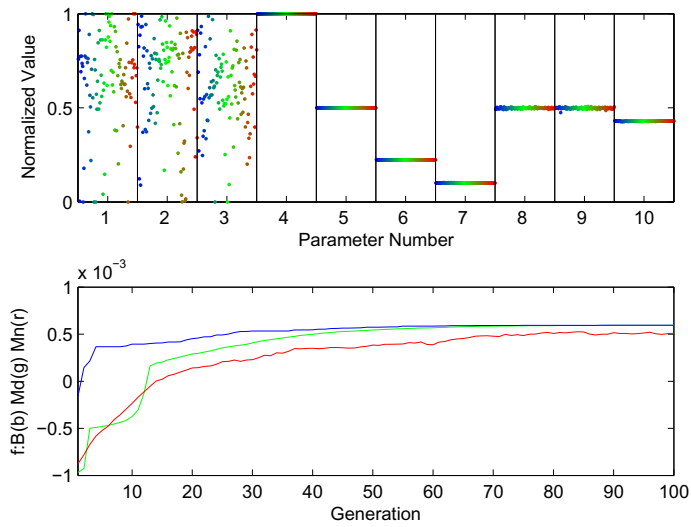 1
0.5
0
Normalized Value
1 2 3 4 5 6 7 8 9 10
Parameter Number
x 10⁻³
1
0.5
0
−0.5
−1
f:B(b) Md(g) Mn(r)
10 20 30 40 50 60 70 80 90 100
Generation